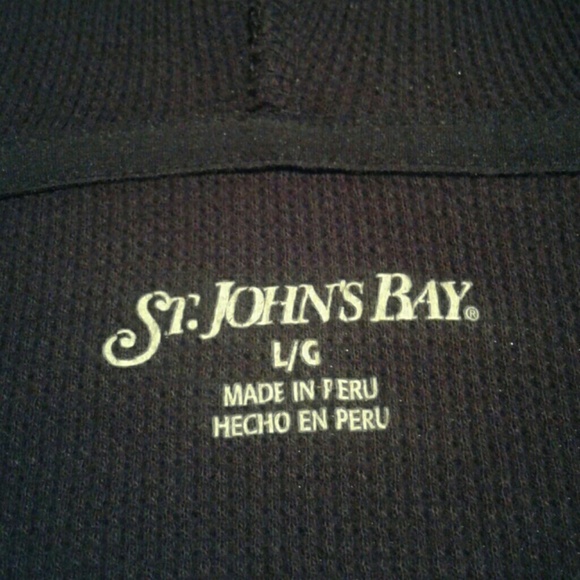 St. John's Bay®
L/G
MADE IN PERU
HECHO EN PERU